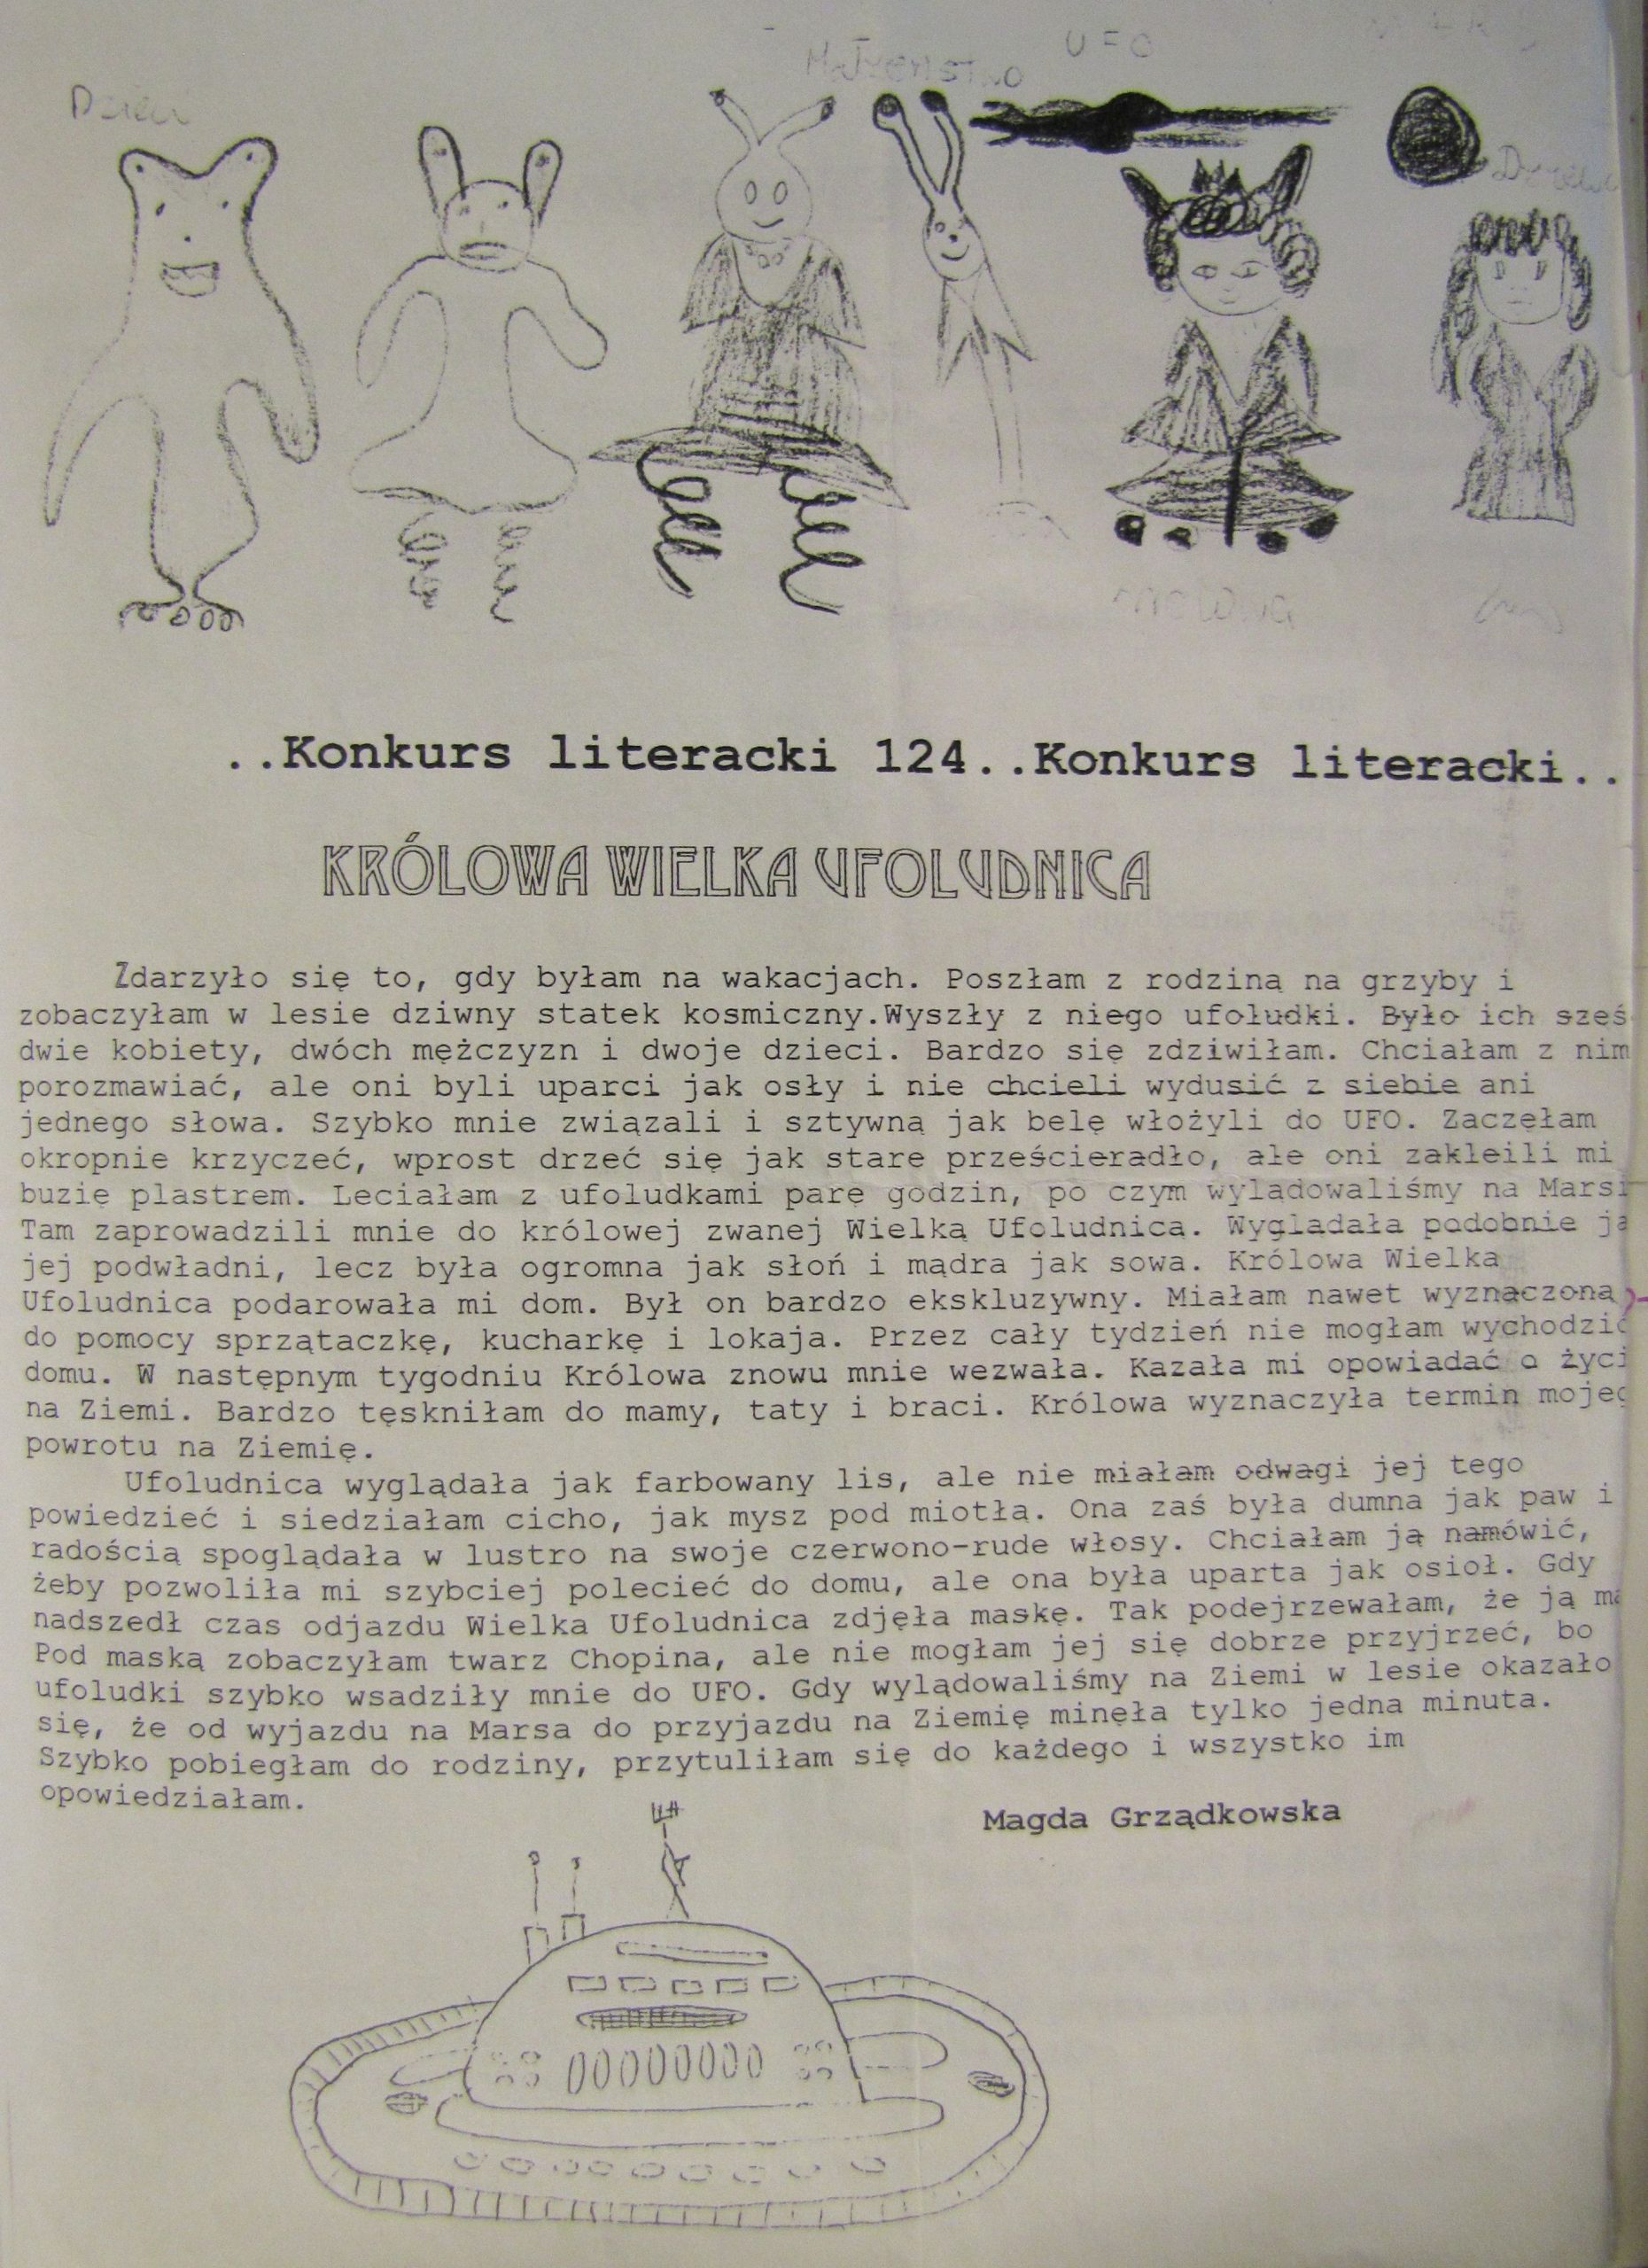 UFO
..Konkurs literacki 124..Konkurs literacki..
KRÓLOWA WIELKA UFOLUDNICA
Zdarzyło się to, gdy byłam na wakacjach. Poszłam z rodziną na grzyby i
zobaczyłam w lesie dziwny statek kosmiczny.Wyszły z niego ufoludki. Było ich sześ
dwie kobiety, dwóch mężczyzn i dwoje dzieci. Bardzo się zdziwiłam. Chciałam z nim
porozmawiać, ale oni byli uparci jak osły i nie chcieli wydusić z siebie ani
jednego słowa. Szybko mnie związali i sztywną jak belę włożyli do UFO. Zaczęłam
okropnie krzyczeć, wprost drzeć się jak stare prześcieradło, ale oni zakleili mi
buzię plastrem. Leciałam z ufoludkami parę godzin, po czym wylądowaliśmy na Marsi
Tam zaprowadzili mnie do królowej zwanej Wielką Ufoludnicą. Wyglądała podobnie ja
jej podwładni, lecz była ogromna jak słoń i mądra jak sowa. Królowa Wielka
Ufoludnica podarowała mi dom. Był on bardzo ekskluzywny. Miałam nawet wyznaczoną
do pomocy sprzątaczkę, kucharkę i lokaja. Przez cały tydzień nie mogłam wychodzić
domu. W następnym tygodniu Królowa znowu mnie wezwała. Kazała mi opowiadać o życi
na Ziemi. Bardzo tęskniłam do mamy, taty i braci. Królowa wyznaczyła termin mojeg
powrotu na Ziemię.
Ufoludnica wyglądała jak farbowany lis, ale nie miałam odwagi jej tego
powiedzieć i siedziałam cicho, jak mysz pod miotłą. Ona zaś była dumna jak paw i
radością spoglądała w lustro na swoje czerwono-rude włosy. Chciałam ją namówić,
żeby pozwoliła mi szybciej polecieć do domu, ale ona była uparta jak osioł. Gdy
nadszedł czas odjazdu Wielka Ufoludnica zdjęła maskę. Tak podejrzewałam, że ją ma
Pod maską zobaczyłam twarz Chopina, ale nie mogłam jej się dobrze przyjrzeć, bo
ufoludki szybko wsadziły mnie do UFO. Gdy wylądowaliśmy na Ziemi w lesie okazało
się, że od wyjazdu na Marsa do przyjazdu na Ziemię minęła tylko jedna minuta.
Szybko pobiegłam do rodziny, przytuliłam się do każdego i wszystko im
opowiedziałam.
Magda Grządkowska